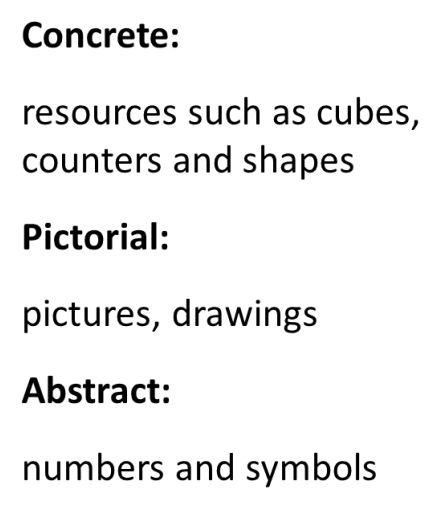 Concrete:
resources such as cubes,
counters and shapes
Pictorial:
pictures, drawings
Abstract:
numbers and symbols